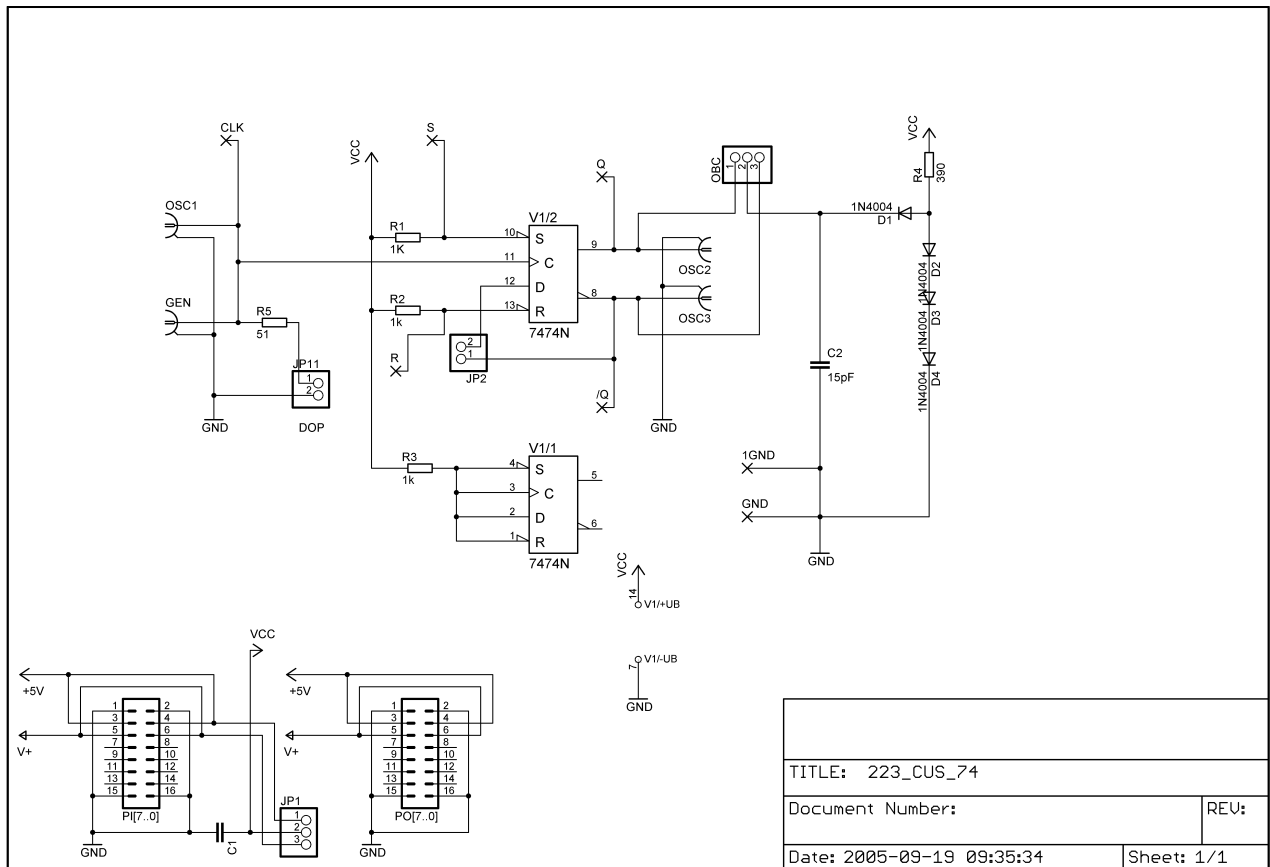 CLK
S
VCC
Q
OBC
1 2 3
VCC
R4
390
OSC1
R1
1K
V1/2
10 S
11 C
12 D
13 R
9
8
7474N
OSC2
OSC3
1N4004
D1
1N4004
D2
1N4004
D3
1N4004
D4
GEN
R5
51
R2
1k
R
2
1
JP2
/Q
JP11
1
2
DOP
GND
GND
C2
15pF
R3
1k
V1/1
4 S
3 C
2 D
1 R
5
6
7474N
1GND
GND
GND
VCC
14
V1/+UB
7
V1/-UB
GND
VCC
+5V
V+
1 2
3 4
5 6
7 8
9 10
11 12
13 14
15 16
PI[7..0]
GND
C1
JP1
1
2
3
+5V
V+
1 2
3 4
5 6
7 8
9 10
11 12
13 14
15 16
PO[7..0]
GND
TITLE: 223_CUS_74
Document Number:
REV:
Date: 2005-09-19 09:35:34
Sheet: 1/1